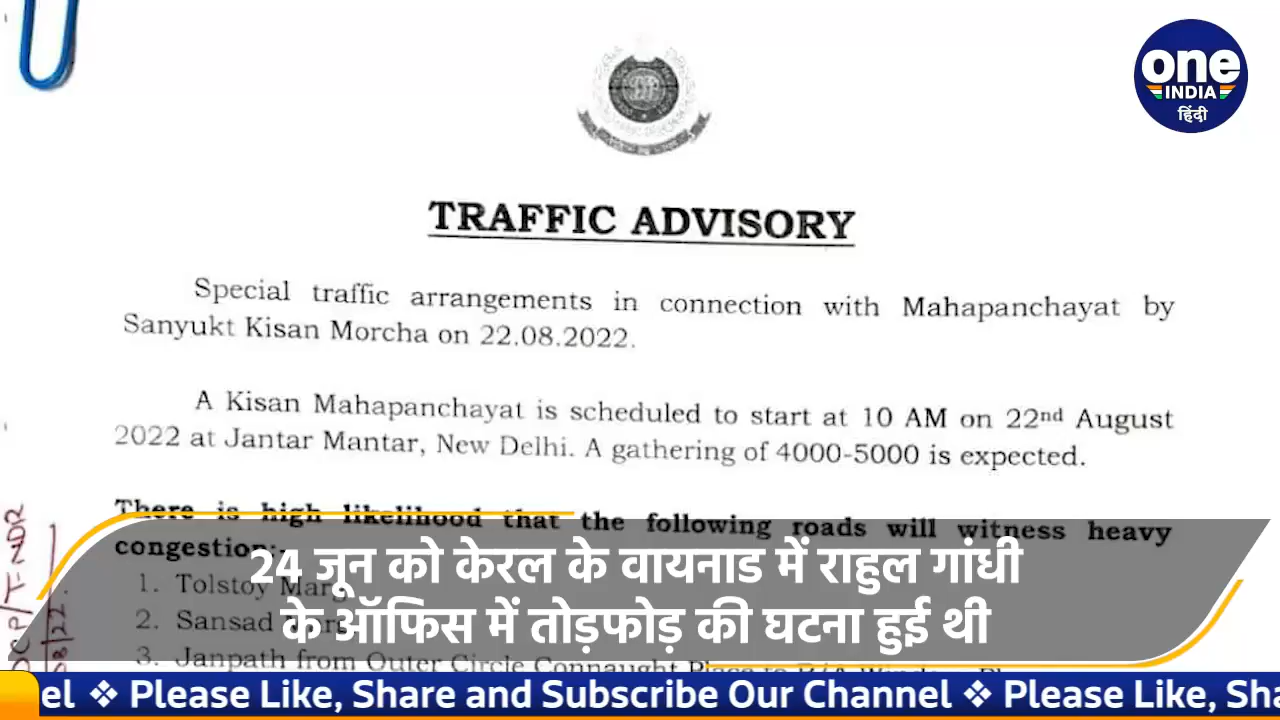 one
INDIA
हिंदी
TRAFFIC ADVISORY
Special traffic arrangements in connection with Mahapanchayat by
Sanyukt Kisan Morcha on 22.08.2022.
A Kisan Mahapanchayat is scheduled to start at 10 AM on 22nd August
2022 at Jantar Mantar, New Delhi. A gathering of 4000-5000 is expected.
There is high likelihood that the following roads will witness heavy
congestion:-
1. Tolstoy Marg
2. Sansad
3. Janpath from Outer Circle Connaught Place to
24 जून को केरल के वायनाड में राहुल गांधी
के ऑफिस में तोड़फोड़ की घटना हुई थी
el ❖ Please Like, Share and Subscribe Our Channel ❖ Please Like, Sha